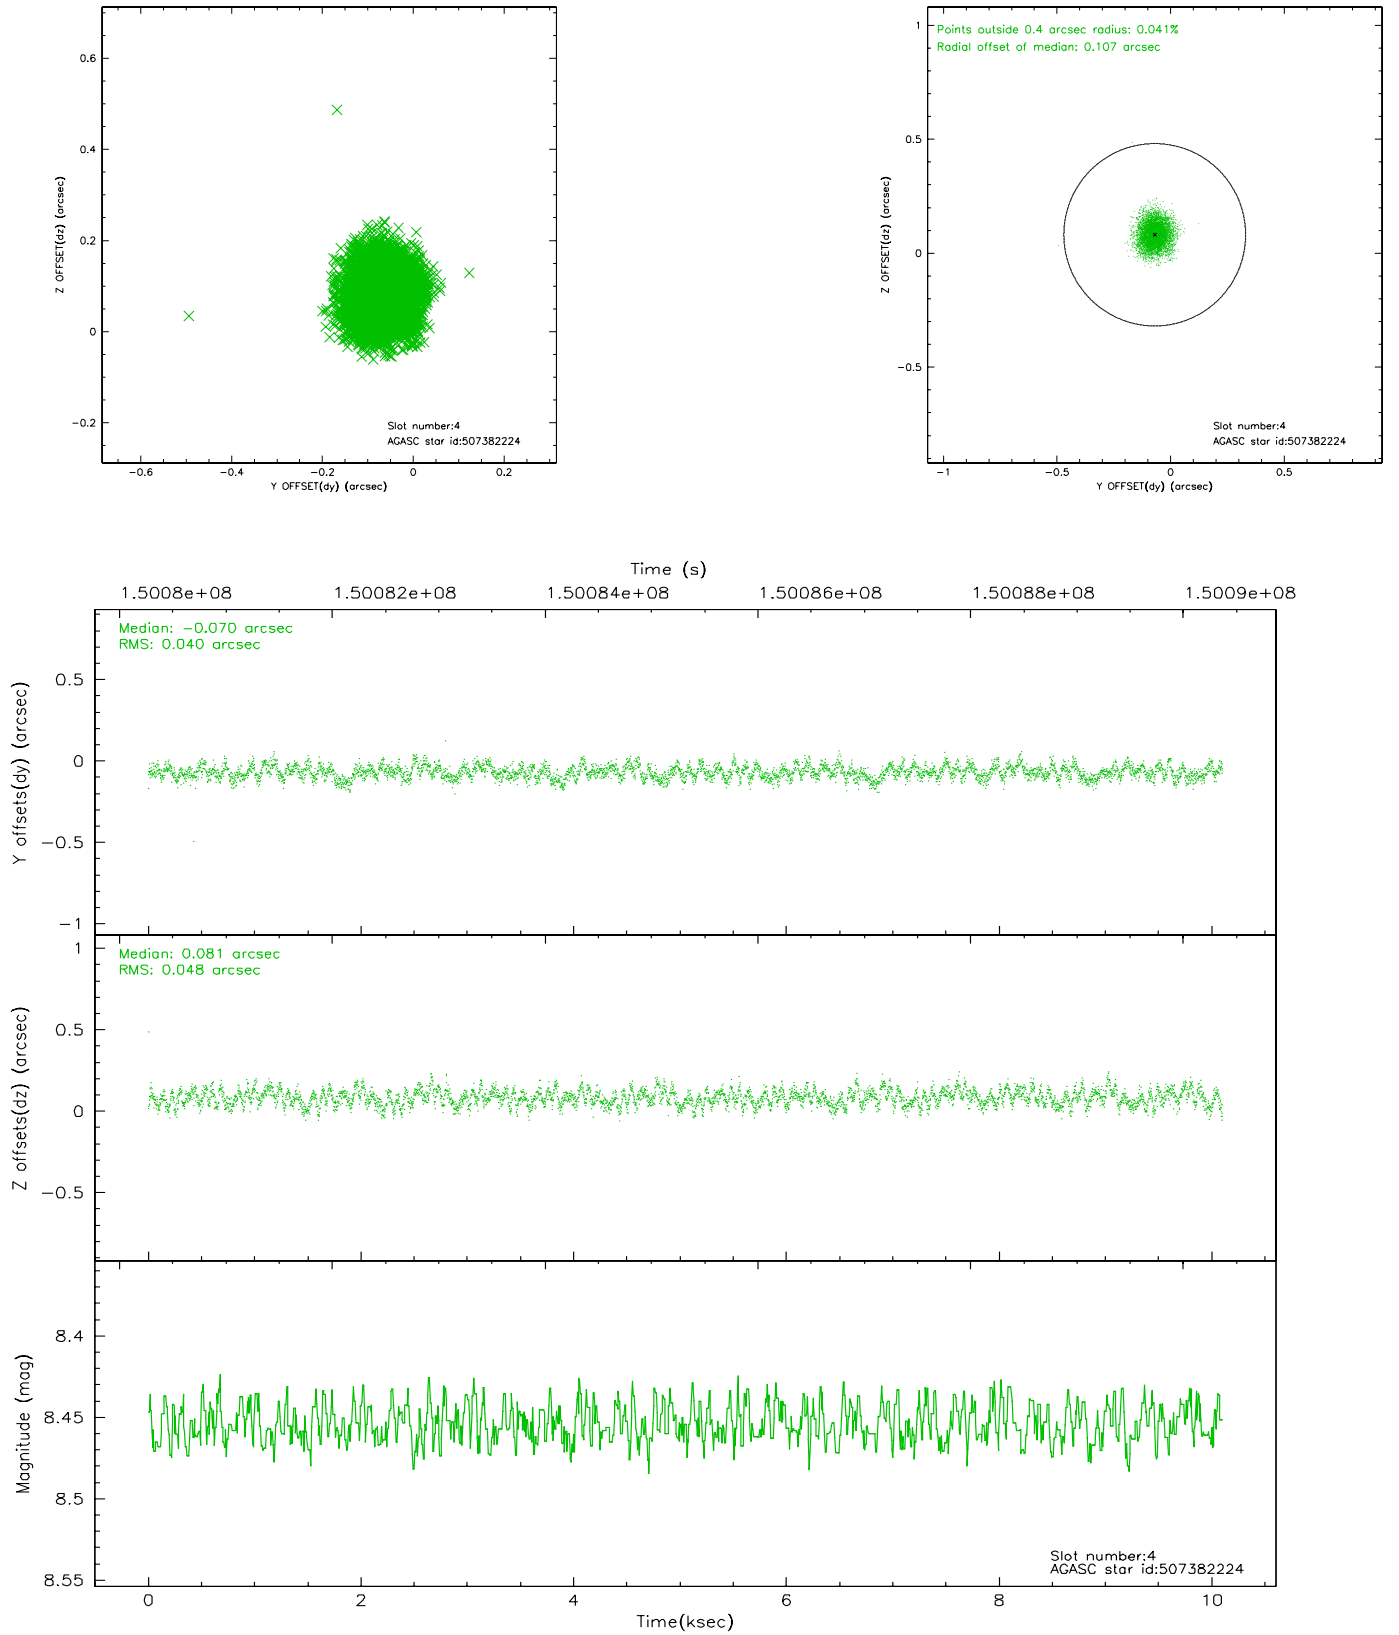 0.6
0.4
0.2
0
−0.2
Z OFFSET(dz) (arcsec)
Slot number:4
AGASC star id:507382224
−0.6 −0.4 −0.2 0 0.2
Y OFFSET(dy) (arcsec)
Points outside 0.4 arcsec radius: 0.041%
Radial offset of median: 0.107 arcsec
1
0.5
0
−0.5
Z OFFSET(dz) (arcsec)
Slot number:4
AGASC star id:507382224
−1 −0.5 0 0.5
Y OFFSET(dy) (arcsec)
Time (s)
1.5008e+08 1.50082e+08 1.50084e+08 1.50086e+08 1.50088e+08 1.5009e+08
Median: −0.070 arcsec
RMS: 0.040 arcsec
0.5
0
−0.5
−1
Y offsets(dy) (arcsec)
Median: 0.081 arcsec
RMS: 0.048 arcsec
1
0.5
0
−0.5
Z offsets(dz) (arcsec)
8.4
8.45
8.5
8.55
Magnitude (mag)
Slot number:4
AGASC star id:507382224
0 2 4 6 8 10
Time(ksec)